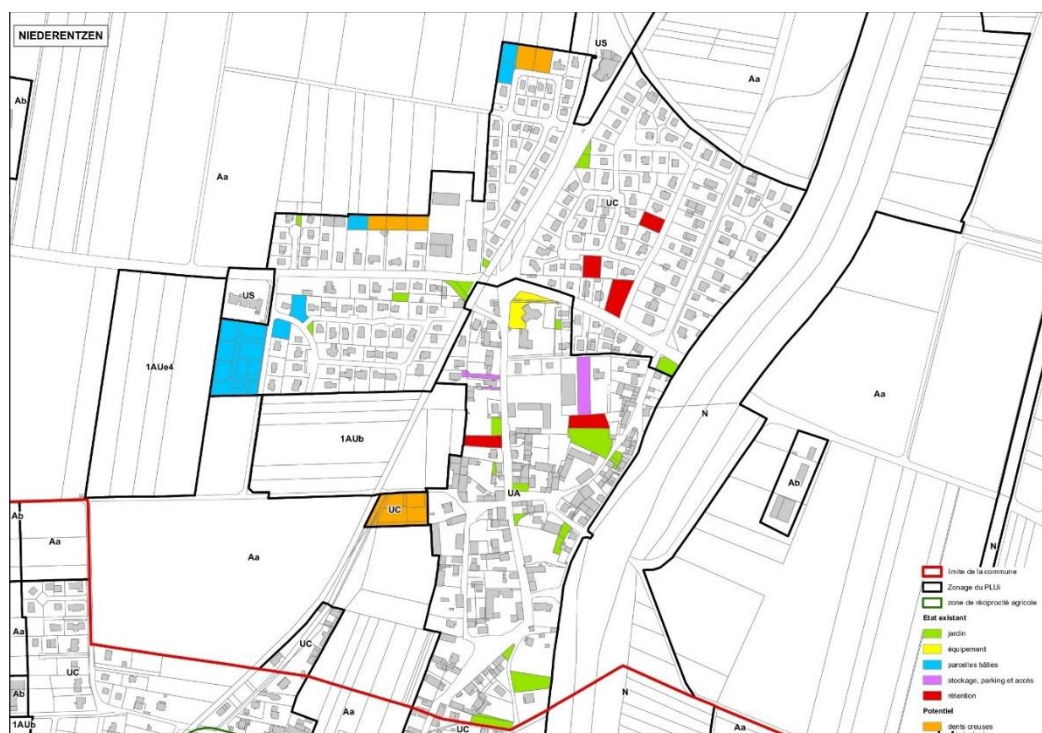 NIEDERENTZEN
US
Aa
Ab
Aa
UC
US
1AUe4
Aa
1AUb
N
Ab
UA
UC
Ab
Aa
Aa
N
UC
Aa
UC
Ab
1AUb
Aa
UC
N
Aa
limite de la commune
Zonage du PLUi
zone de réciprocité agricole
Etat existant
jardin
équipement
parcelles bâties
stockage, parking et accès
rétention
Potentiel
dents creuses